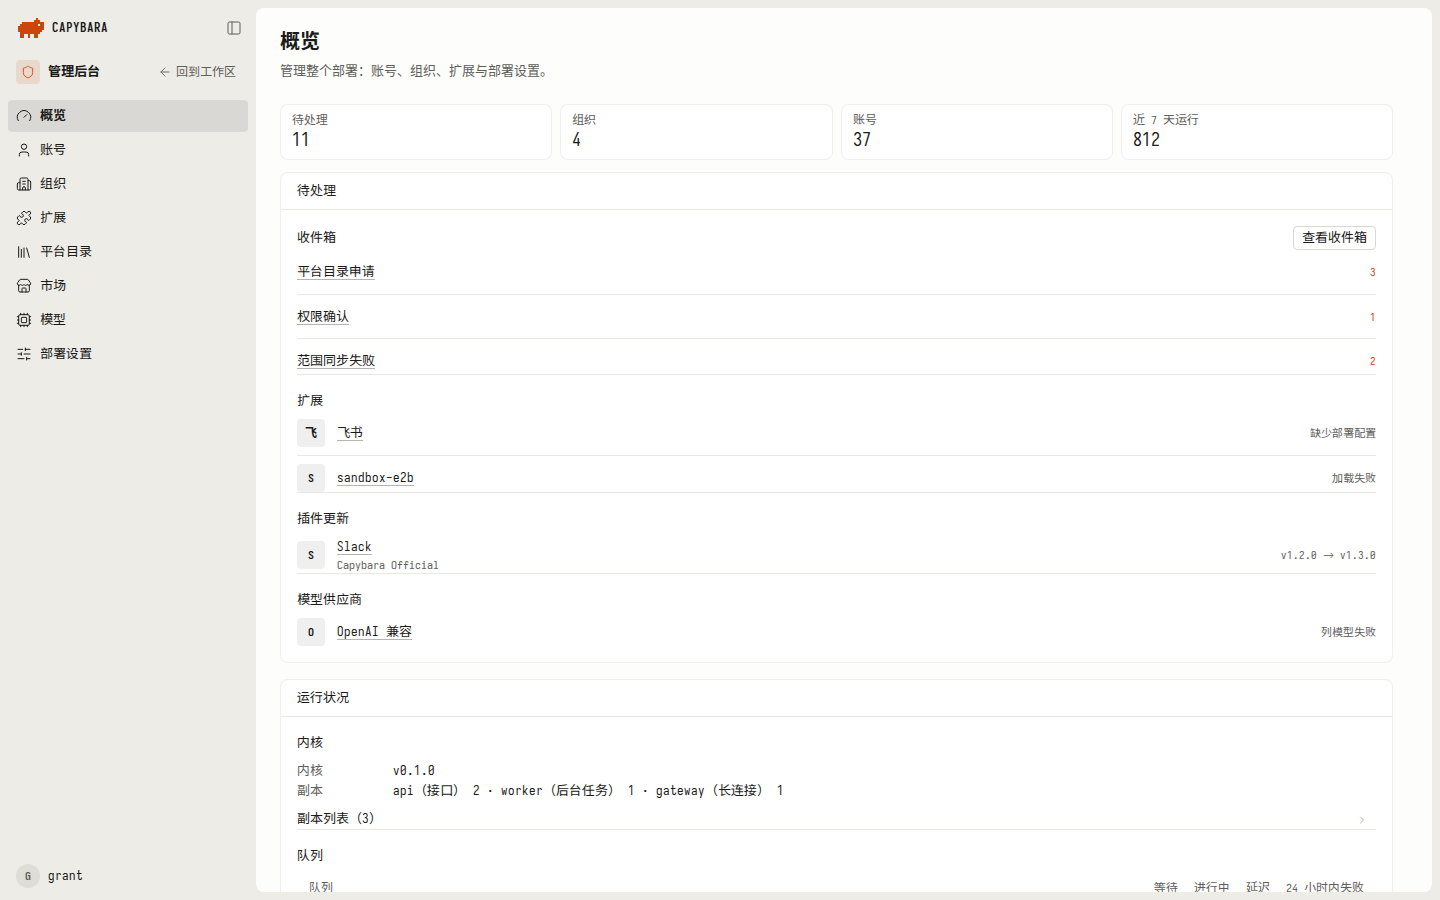 CAPYBARA
管理后台
← 回到工作区
概览
账号
组织
扩展
平台目录
市场
模型
部署设置
G grant
概览
管理整个部署：账号、组织、扩展与部署设置。
待处理
11
组织
4
账号
37
近 7 天运行
812
待处理
收件箱 查看收件箱
平台目录申请 3
权限确认 1
范围同步失败 2
扩展
飞 飞书 缺少部署配置
S sandbox-e2b 加载失败
插件更新
S Slack v1.2.0 → v1.3.0
Capybara Official
模型供应商
O OpenAI 兼容 列模型失败
运行状况
内核
内核 v0.1.0
副本 api（接口） 2 · worker（后台任务） 1 · gateway（长连接） 1
副本列表（3）
队列
队列 等待 进行中 延迟 24 小时内失败